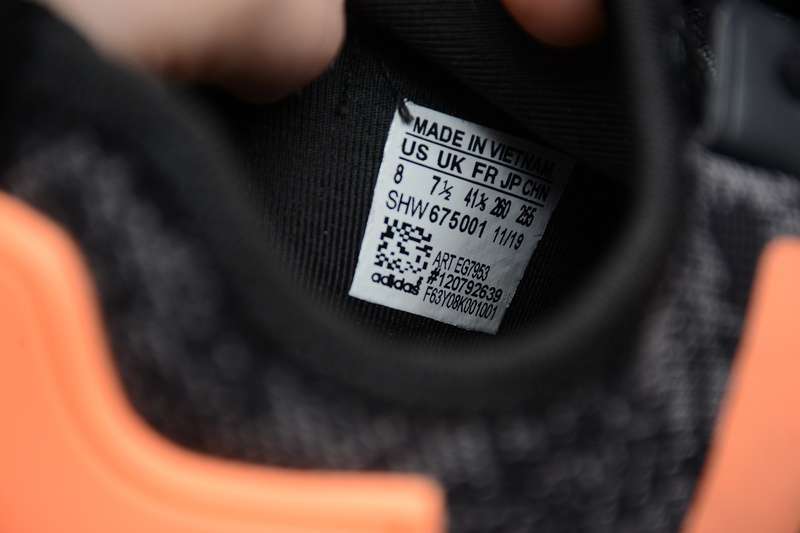 MADE IN VIETNAM
US UK FR JP CHN
8 7½ 41⅓ 260 255
SHW 675001 11/19
ART EG7953
#120792639
F63Y08K001001
adidas